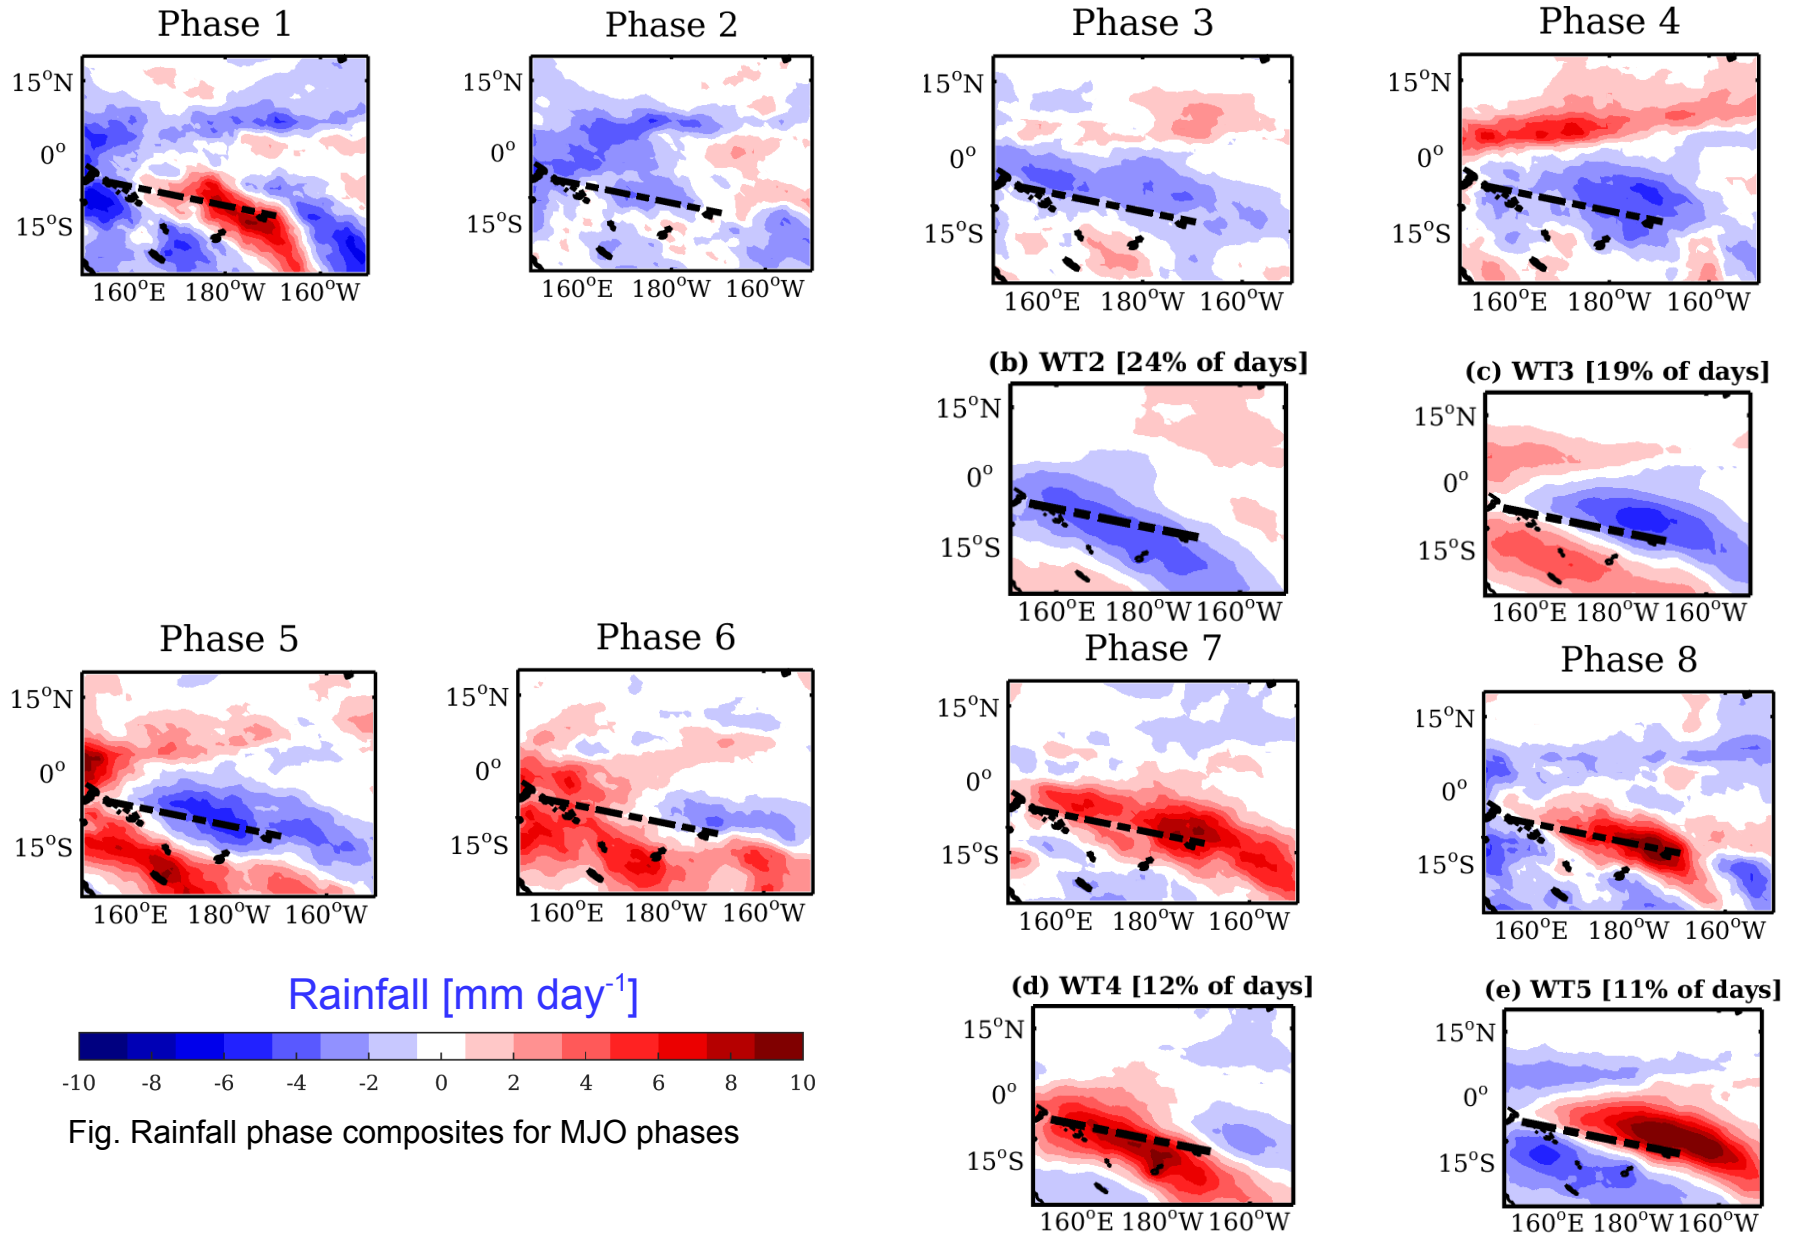 Phase 1
Phase 2
Phase 3
Phase 4
15°N
0°
15°S
160°E 180°W 160°W
15°N
0°
15°S
160°E 180°W 160°W
15°N
0°
15°S
160°E 180°W 160°W
15°N
0°
15°S
160°E 180°W 160°W
(b) WT2 [24% of days]
(c) WT3 [19% of days]
15°N
0°
15°S
160°E 180°W 160°W
15°N
0°
15°S
160°E 180°W 160°W
Phase 5
Phase 6
Phase 7
Phase 8
15°N
0°
15°S
160°E 180°W 160°W
15°N
0°
15°S
160°E 180°W 160°W
15°N
0°
15°S
160°E 180°W 160°W
15°N
0°
15°S
160°E 180°W 160°W
Rainfall [mm day⁻¹]
-10 -8 -6 -4 -2 0 2 4 6 8 10
Fig. Rainfall phase composites for MJO phases
(d) WT4 [12% of days]
(e) WT5 [11% of days]
15°N
0°
15°S
160°E 180°W 160°W
15°N
0°
15°S
160°E 180°W 160°W